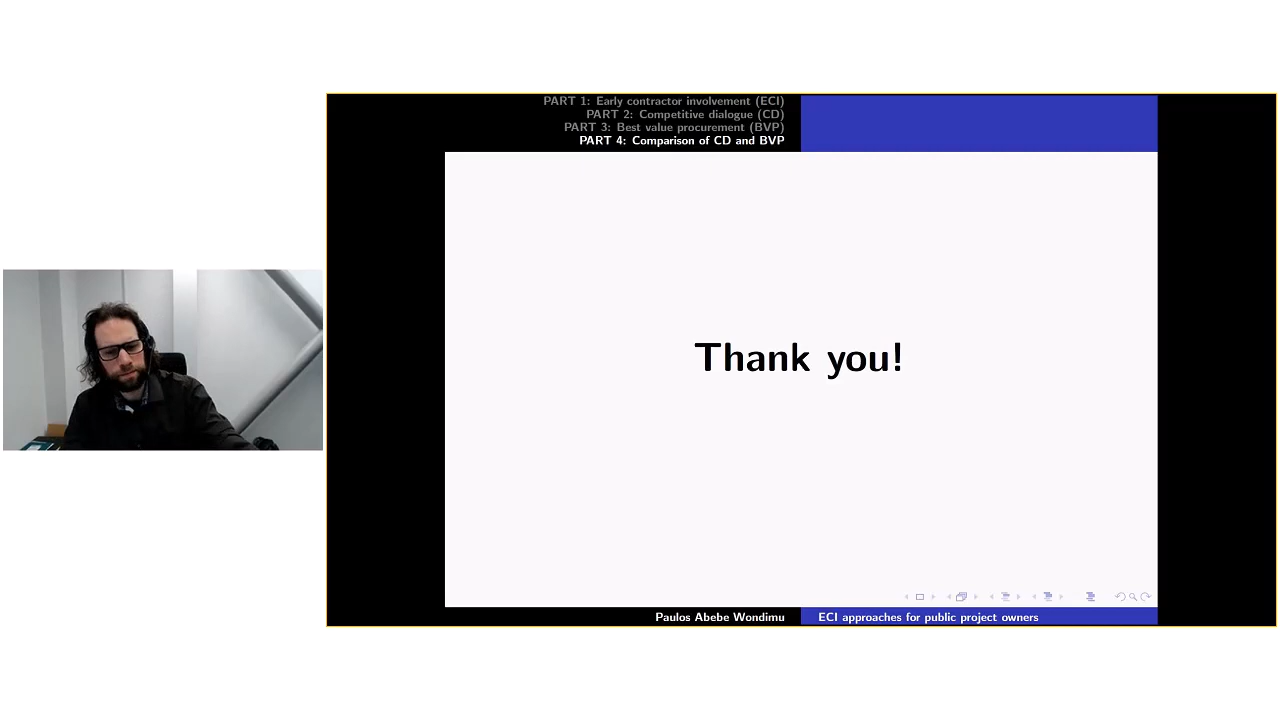 PART 1: Early contractor involvement (ECI)
PART 2: Competitive dialogue (CD)
PART 3: Best value procurement (BVP)
PART 4: Comparison of CD and BVP
Thank you!
Paulos Abebe Wondimu
ECI approaches for public project owners